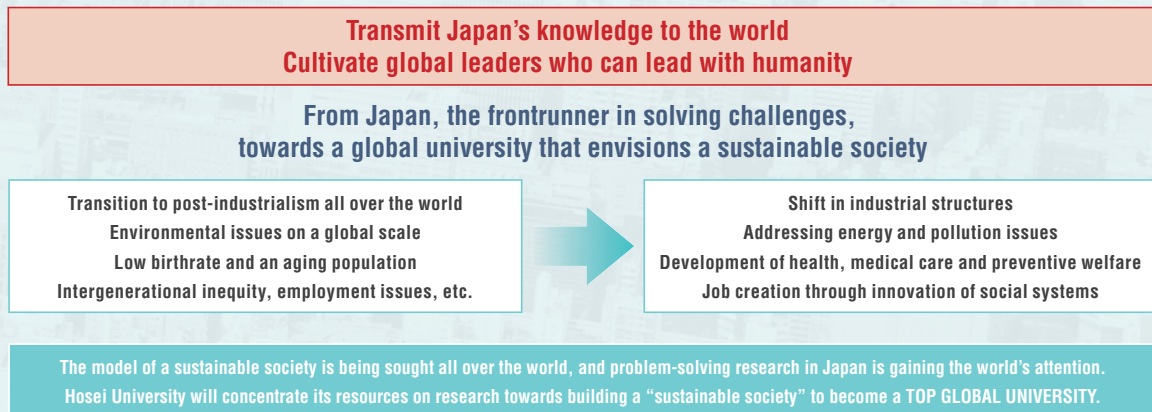 Transmit Japan's knowledge to the world
Cultivate global leaders who can lead with humanity
From Japan, the frontrunner in solving challenges,
towards a global university that envisions a sustainable society
Transition to post-industrialism all over the world
Environmental issues on a global scale
Low birthrate and an aging population
Intergenerational inequity, employment issues, etc.
Shift in industrial structures
Addressing energy and pollution issues
Development of health, medical care and preventive welfare
Job creation through innovation of social systems
The model of a sustainable society is being sought all over the world, and problem-solving research in Japan is gaining the world's attention.
Hosei University will concentrate its resources on research towards building a “sustainable society” to become a TOP GLOBAL UNIVERSITY.